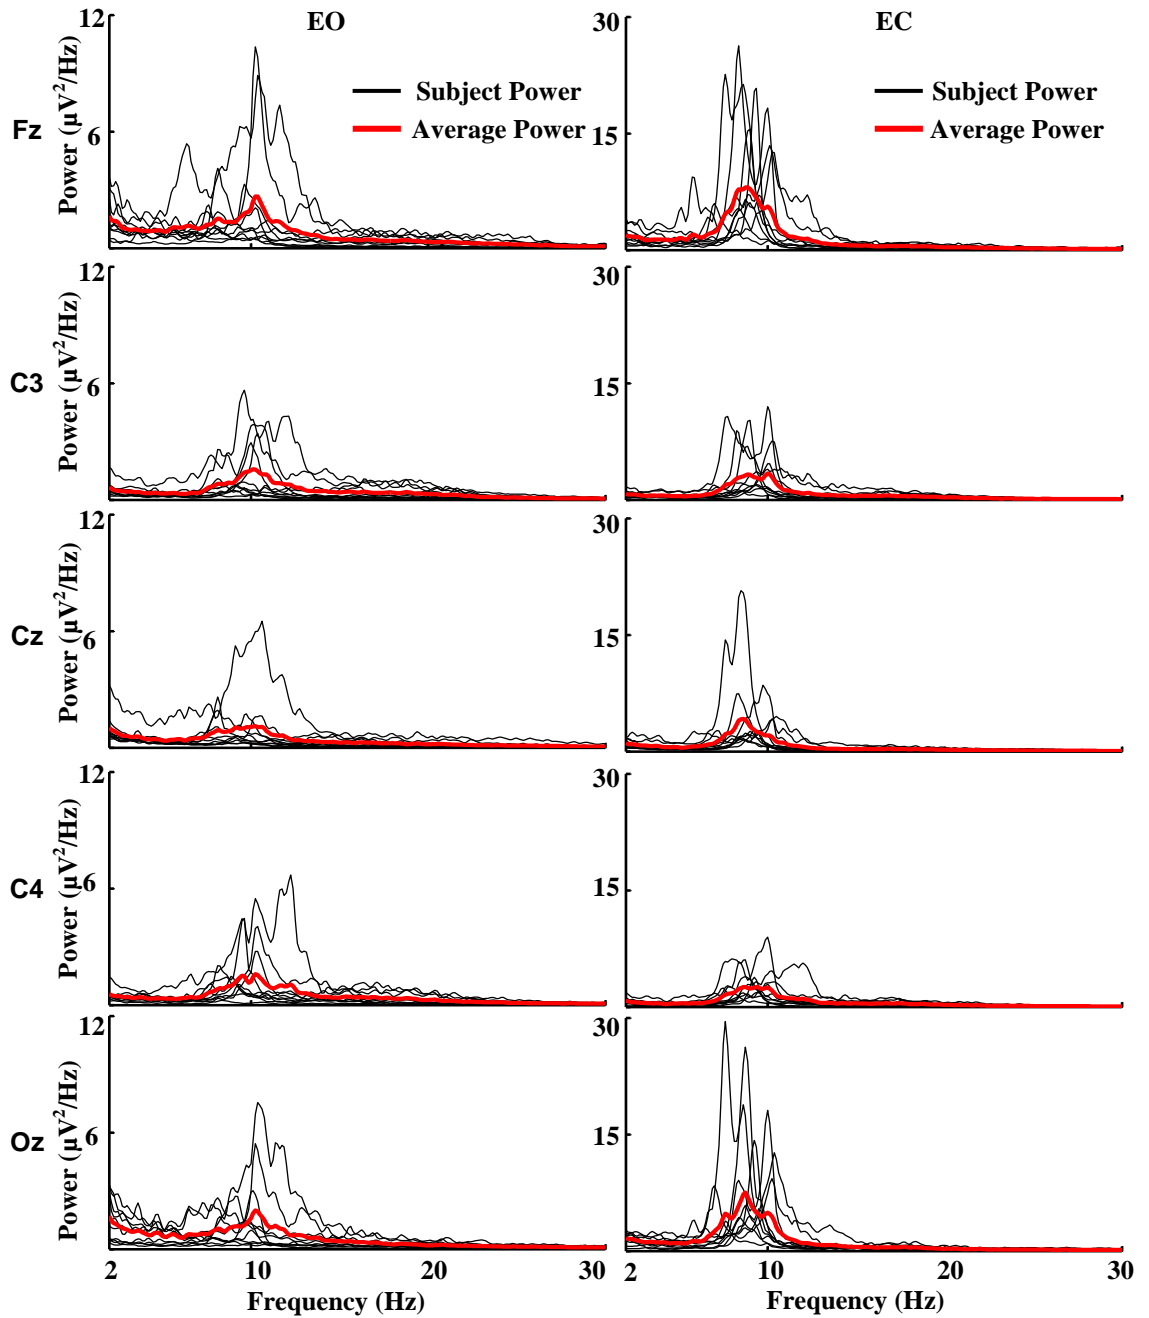 EO
EC
Fz
Power (µV²/Hz)
12
6
Subject Power
Average Power
30
15
Subject Power
Average Power
C3
Power (µV²/Hz)
12
6
30
15
Cz
Power (µV²/Hz)
12
6
30
15
C4
Power (µV²/Hz)
12
6
30
15
Oz
Power (µV²/Hz)
12
6
30
15
2 10 20 30
2 10 20 30
Frequency (Hz)
Frequency (Hz)